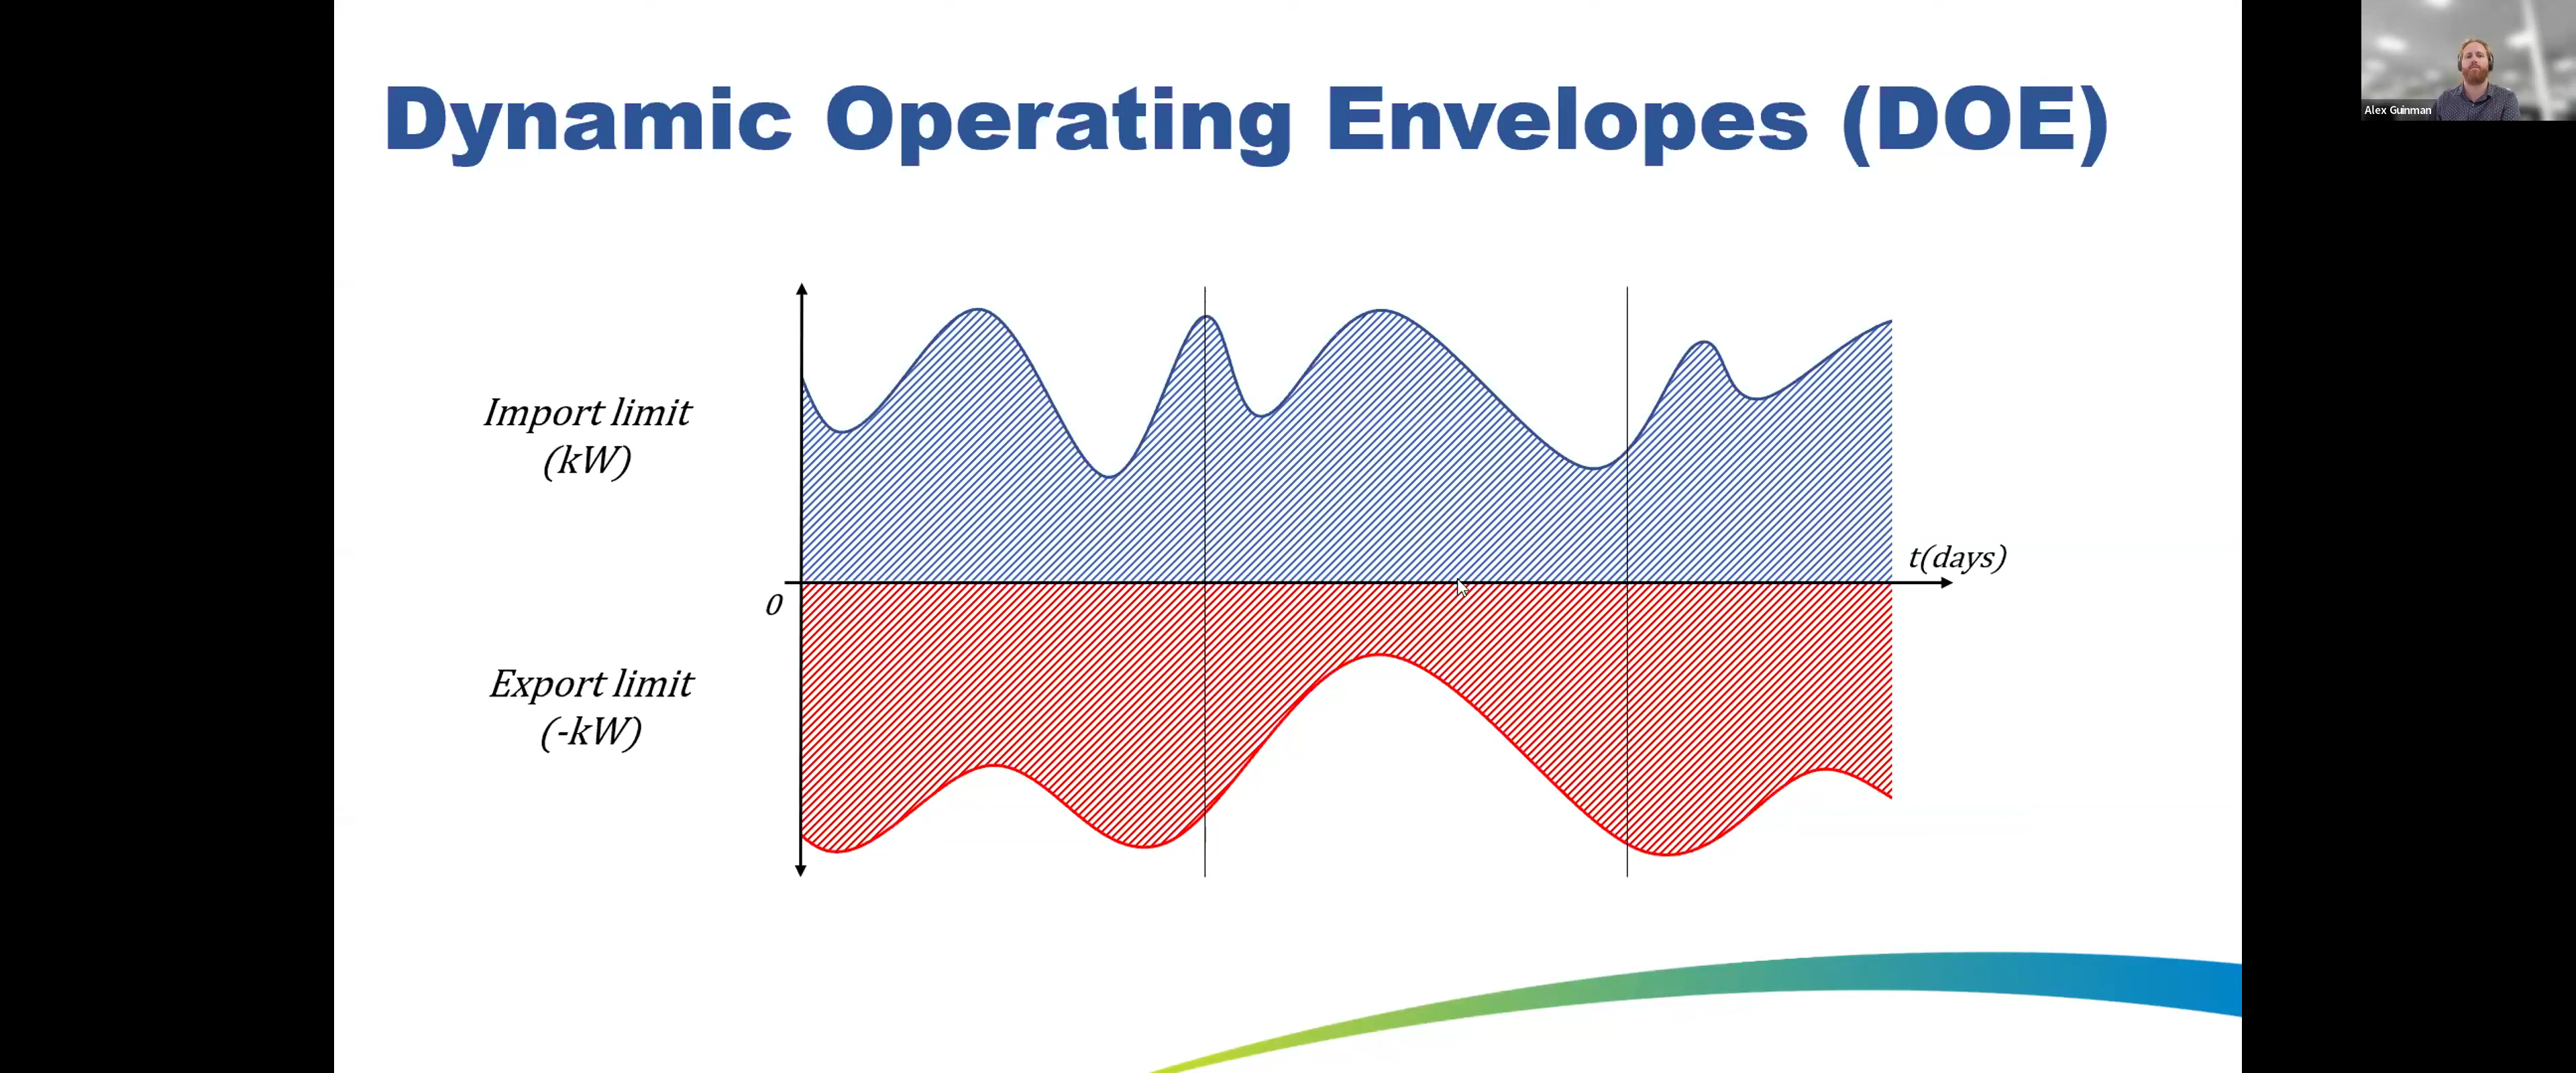 Dynamic Operating Envelopes (DOE)
Alex Guinman
Import limit
(kW)
t(days)
0
Export limit
(-kW)